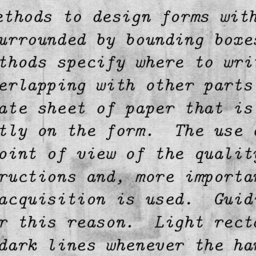 ethods to design forms with
urrounded by bounding boxes
thods specify where to writ
erlapping with other parts
ate sheet of paper that is
tly on the form.  The use o
oint of view of the quality
ructions and, more importan
acquisition is used.  Guid
r this reason.  Light recta
dark lines whenever the han